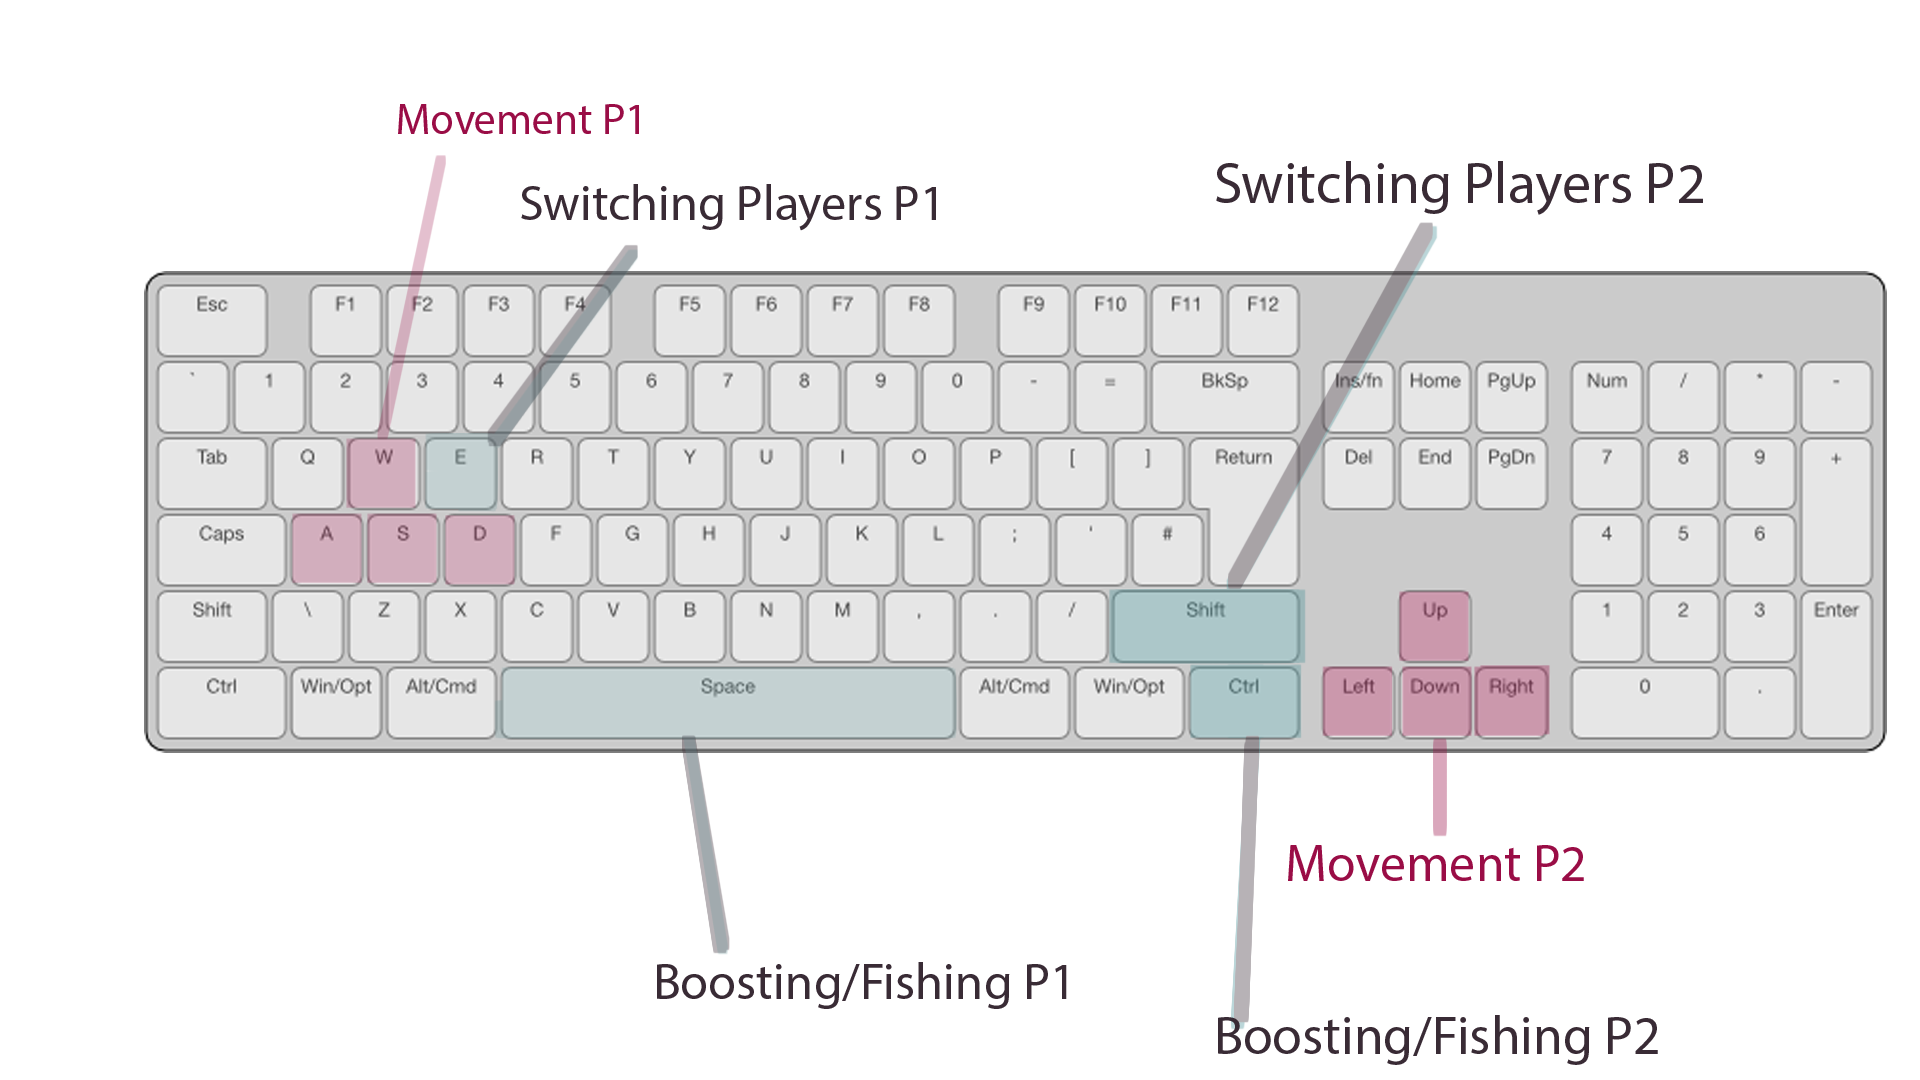 Movement P1
Switching Players P1
Switching Players P2
Esc F1 F2 F3 F4 F5 F6 F7 F8 F9 F10 F11 F12
` 1 2 3 4 5 6 7 8 9 0 - = BkSp Ins/fn Home PgUp Num / * -
Tab Q W E R T Y U I O P [ ] Return Del End PgDn 7 8 9 +
Caps A S D F G H J K L ; ' # 4 5 6
Shift \ Z X C V B N M , . / Shift Up 1 2 3 Enter
Ctrl Win/Opt Alt/Cmd Space Alt/Cmd Win/Opt Ctrl Left Down Right 0 .
Movement P2
Boosting/Fishing P1
Boosting/Fishing P2